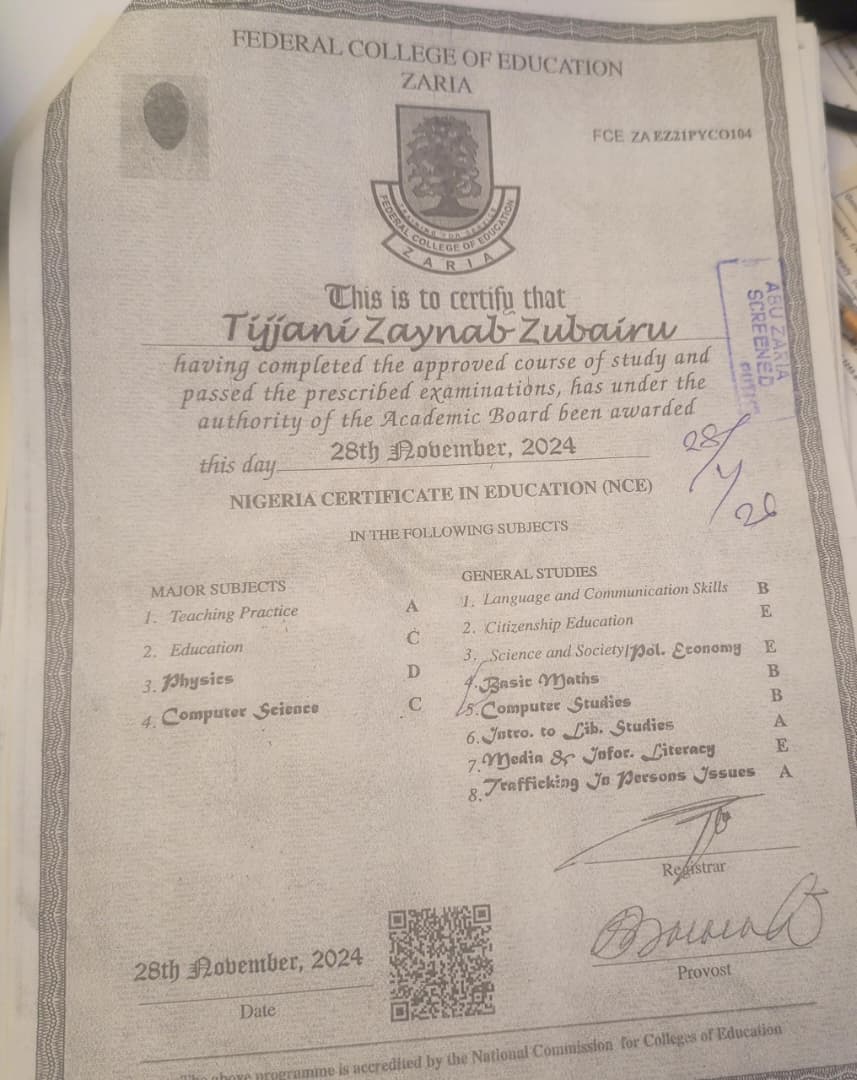 FEDERAL COLLEGE OF EDUCATION
ZARIA
FCE ZA EZ21PYCO104
TRAINING FOR SERVICE
FEDERAL COLLEGE OF EDUCATION
ZARIA
This is to certify that
Tijjani Zaynab Zubairu
having completed the approved course of study and
passed the prescribed examinations, has under the
authority of the Academic Board been awarded
this day 28th November, 2024
ABU ZARIA
SCREENED
28/4/26
NIGERIA CERTIFICATE IN EDUCATION (NCE)
IN THE FOLLOWING SUBJECTS
MAJOR SUBJECTS
1. Teaching Practice A
2. Education C
3. Physics D
4. Computer Science C
GENERAL STUDIES
1. Language and Communication Skills B
2. Citizenship Education E
3. Science and Society/Pol. Economy E
4. Basic Maths B
5. Computer Studies B
6. Intro. to Lib. Studies A
7. Media & Infor. Literacy E
8. Trafficking In Persons Issues A
Registrar
Provost
28th November, 2024
Date
The above programme is accredited by the National Commission for Colleges of Education